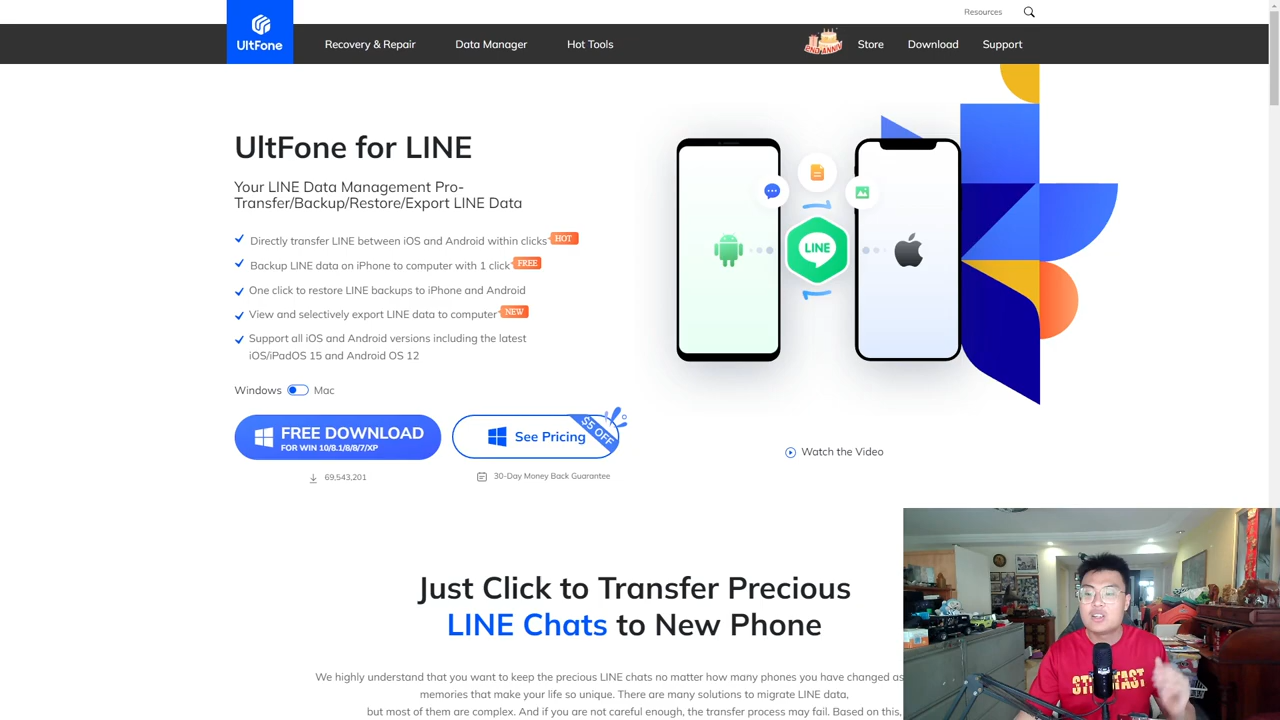 Resources
UltFone
Recovery & Repair
Data Manager
Hot Tools
2ND ANNIV
Store
Download
Support
UltFone for LINE
Your LINE Data Management Pro-
Transfer/Backup/Restore/Export LINE Data
Directly transfer LINE between iOS and Android within clicks HOT
Backup LINE data on iPhone to computer with 1 click FREE
One click to restore LINE backups to iPhone and Android
View and selectively export LINE data to computer NEW
Support all iOS and Android versions including the latest
iOS/iPadOS 15 and Android OS 12
Windows Mac
FREE DOWNLOAD
FOR WIN 10/8.1/8/8/7/XP
See Pricing
$5 OFF
69,543,201
30-Day Money Back Guarantee
LINE
Watch the Video
Just Click to Transfer Precious
LINE Chats to New Phone
We highly understand that you want to keep the precious LINE chats no matter how many phones you have changed as
memories that make your life so unique. There are many solutions to migrate LINE data,
but most of them are complex. And if you are not careful enough, the transfer process may fail. Based on this,